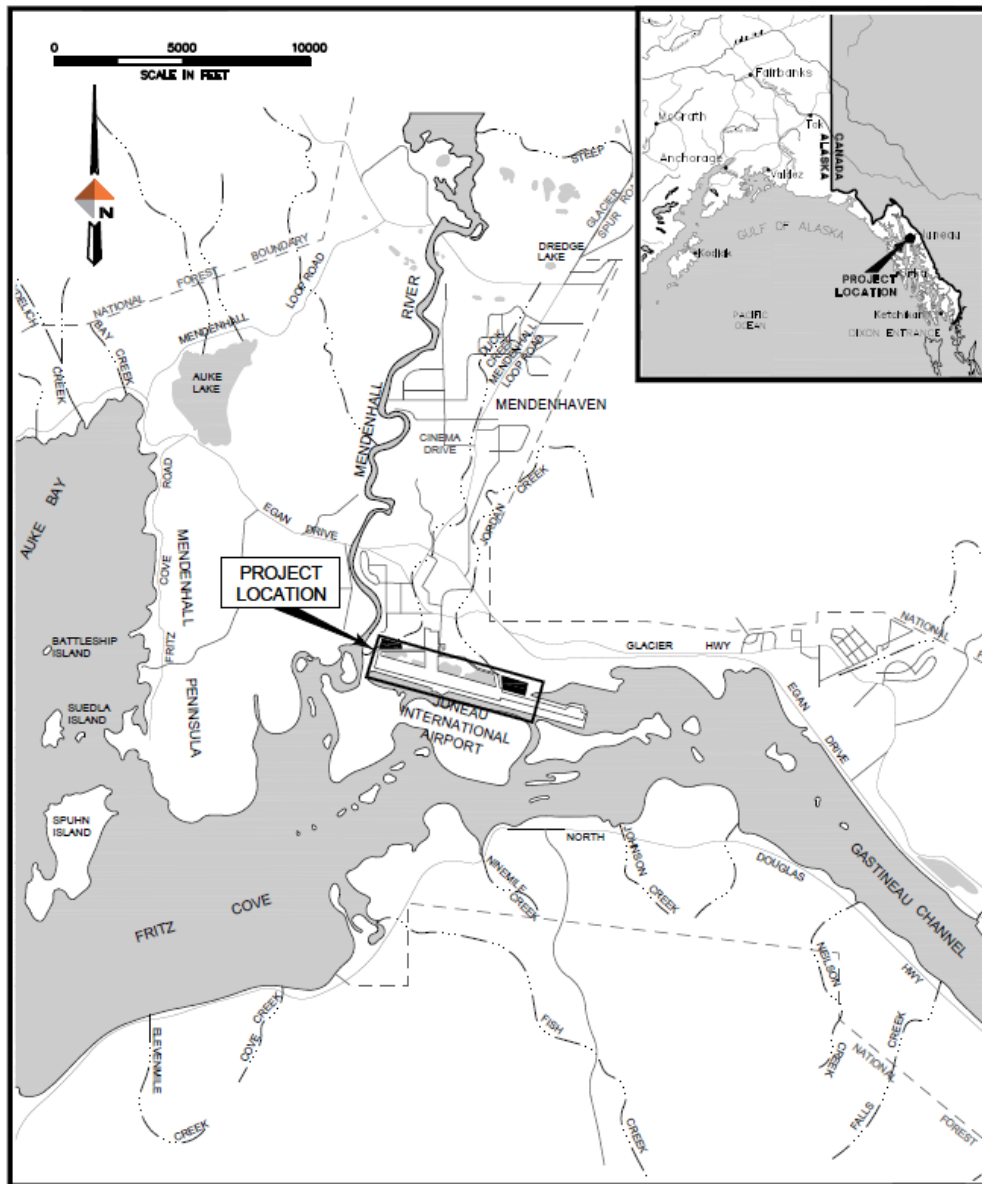 0 5000 10000
SCALE IN FEET
N
Fairbanks
McGrath
Tok
CANADA
ALASKA
Anchorage
Valdez
GULF OF ALASKA
Juneau
Kodiak
PROJECT
LOCATION
Sitka
PACIFIC
OCEAN
Ketchikan
DIXON ENTRANCE
STEEP
GLACIER
SPUR
DREDGE
LAKE
NATIONAL FOREST BOUNDARY
MENDENHALL LOOP ROAD
BAY CREEK
CREEK
AUKE
LAKE
MENDENHALL RIVER
DUCK
CREEK
MENDENHALL
LOOP ROAD
MENDENHAVEN
CINEMA
DRIVE
JORDAN CREEK
AUKE BAY
FRITZ COVE ROAD
MENDENHALL PENINSULA
EGAN DRIVE
PROJECT
LOCATION
BATTLESHIP
ISLAND
SUEDLA
ISLAND
SPUHN
ISLAND
JUNEAU
INTERNATIONAL
AIRPORT
GLACIER HWY
NATIONAL
EGAN DRIVE
FRITZ COVE
NINEMILE
CREEK
NORTH DOUGLAS HWY
JOHNSON CREEK
GASTINEAU CHANNEL
NEILSON
CREEK
FALLS CREEK
NATIONAL
FOREST
FISH
CREEK
COVE CREEK
ELEVENMILE
CREEK